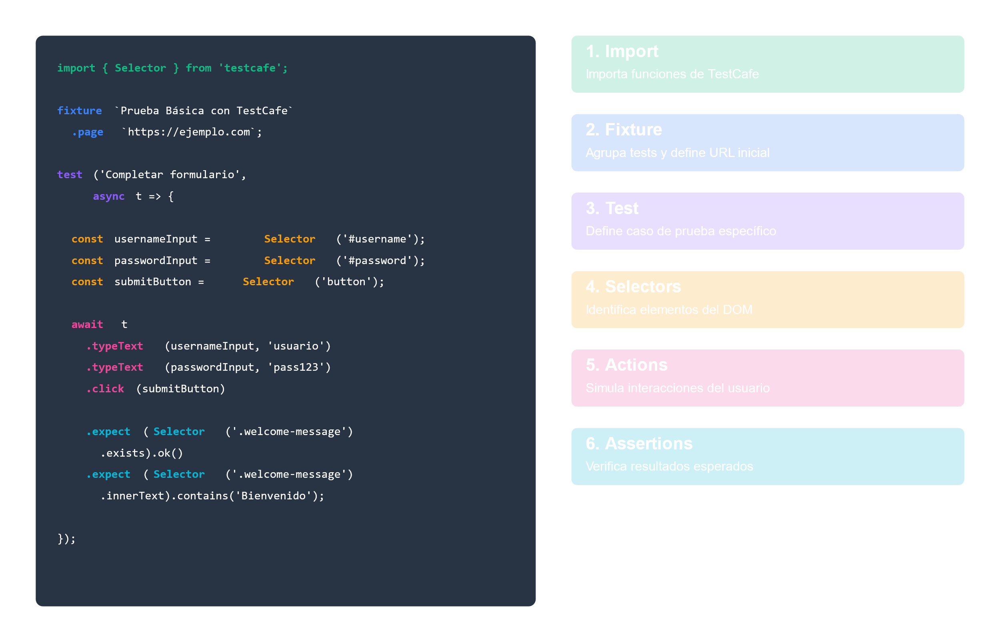 import { Selector } from 'testcafe';
fixture `Prueba Básica con TestCafe`
.page `https://ejemplo.com`;
test ('Completar formulario',
async t => {
const usernameInput = Selector ('#username');
const passwordInput = Selector ('#password');
const submitButton = Selector ('button');
await t
.typeText (usernameInput, 'usuario')
.typeText (passwordInput, 'pass123')
.click (submitButton)
.expect ( Selector ('.welcome-message')
.exists).ok()
.expect ( Selector ('.welcome-message')
.innerText).contains('Bienvenido');
});
1. Import
Importa funciones de TestCafe
2. Fixture
Agrupa tests y define URL inicial
3. Test
Define caso de prueba específico
4. Selectors
Identifica elementos del DOM
5. Actions
Simula interacciones del usuario
6. Assertions
Verifica resultados esperados